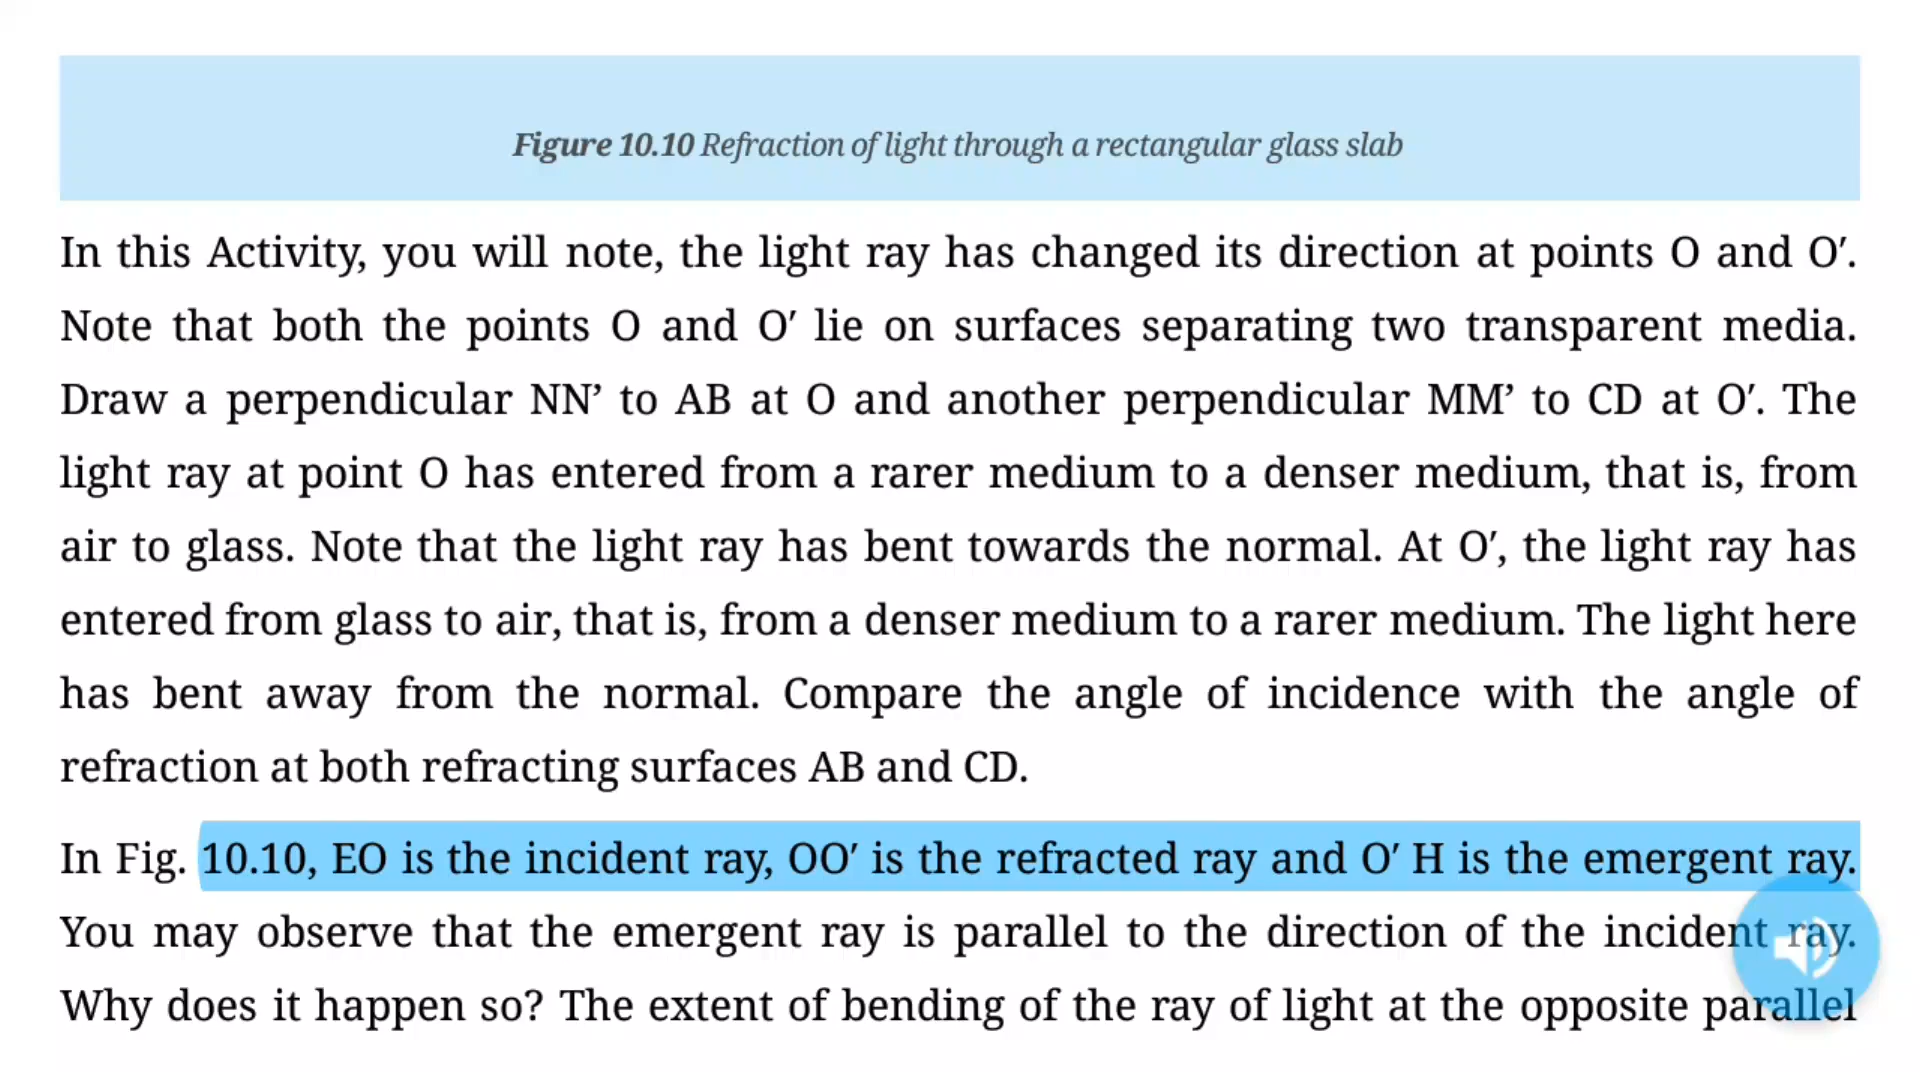 Figure 10.10 Refraction of light through a rectangular glass slab
In this Activity, you will note, the light ray has changed its direction at points O and O′.
Note that both the points O and O′ lie on surfaces separating two transparent media.
Draw a perpendicular NN’ to AB at O and another perpendicular MM’ to CD at O′. The
light ray at point O has entered from a rarer medium to a denser medium, that is, from
air to glass. Note that the light ray has bent towards the normal. At O′, the light ray has
entered from glass to air, that is, from a denser medium to a rarer medium. The light here
has bent away from the normal. Compare the angle of incidence with the angle of
refraction at both refracting surfaces AB and CD.
In Fig. 10.10, EO is the incident ray, OO′ is the refracted ray and O′ H is the emergent ray.
You may observe that the emergent ray is parallel to the direction of the incident ray.
Why does it happen so? The extent of bending of the ray of light at the opposite parallel